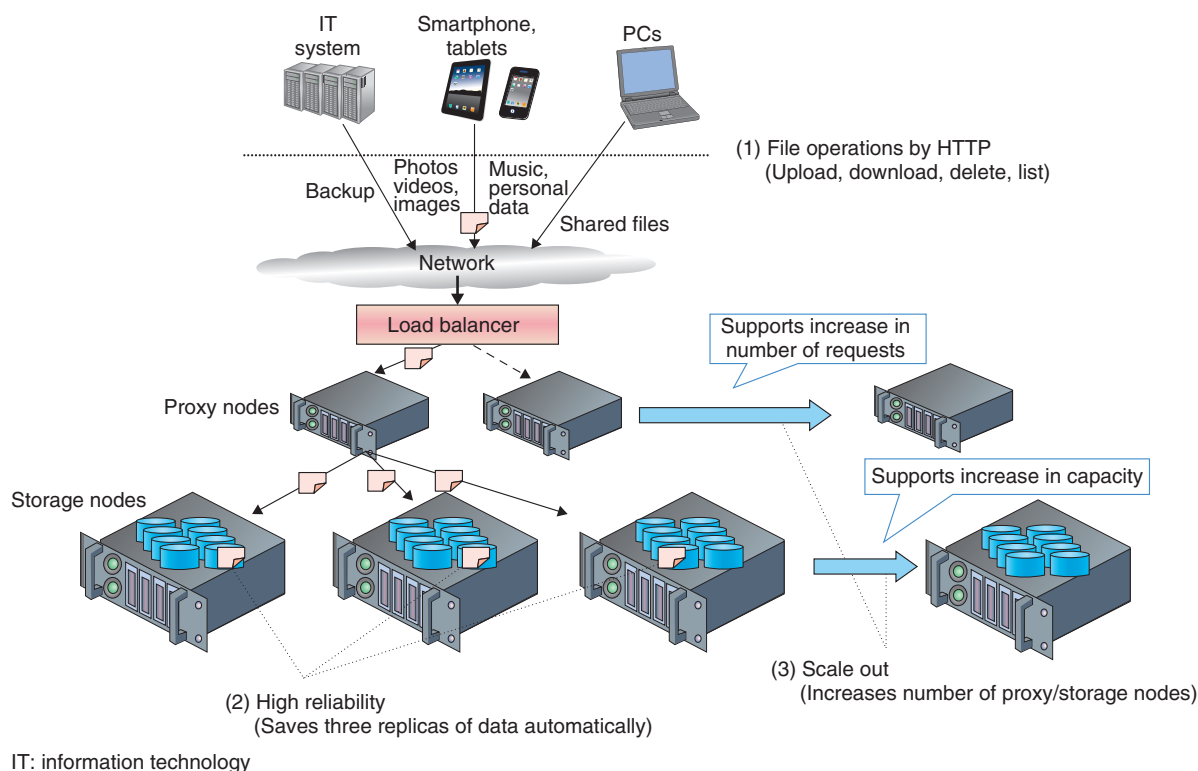 IT
system
Smartphone,
tablets
PCs
(1) File operations by HTTP
(Upload, download, delete, list)
Backup
Photos
videos,
images
Music,
personal
data
Shared files
Network
Load balancer
Supports increase in
number of requests
Proxy nodes
Supports increase in capacity
Storage nodes
(3) Scale out
(Increases number of proxy/storage nodes)
(2) High reliability
(Saves three replicas of data automatically)
IT: information technology